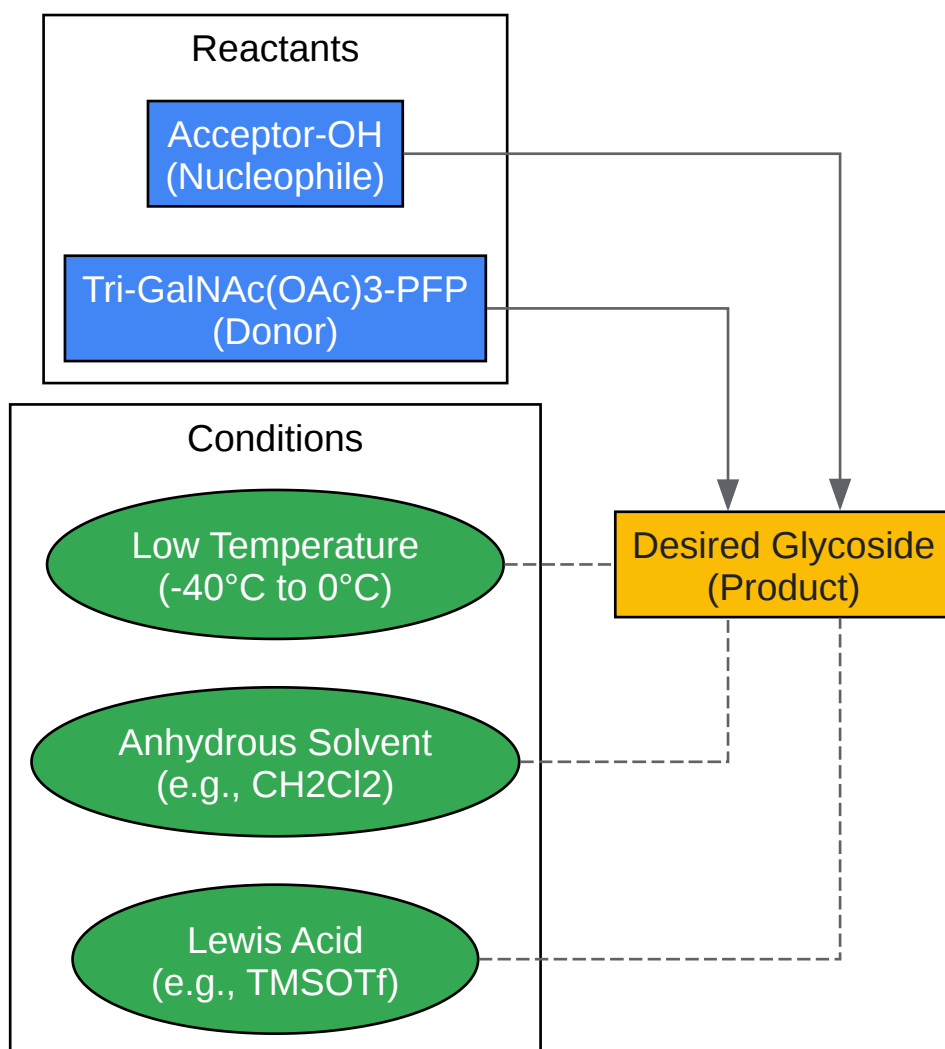 Reactants
Acceptor-OH
(Nucleophile)
Tri-GalNAc(OAc)3-PFP
(Donor)
Conditions
Low Temperature
(-40°C to 0°C)
Desired Glycoside
(Product)
Anhydrous Solvent
(e.g., CH2Cl2)
Lewis Acid
(e.g., TMSOTf)